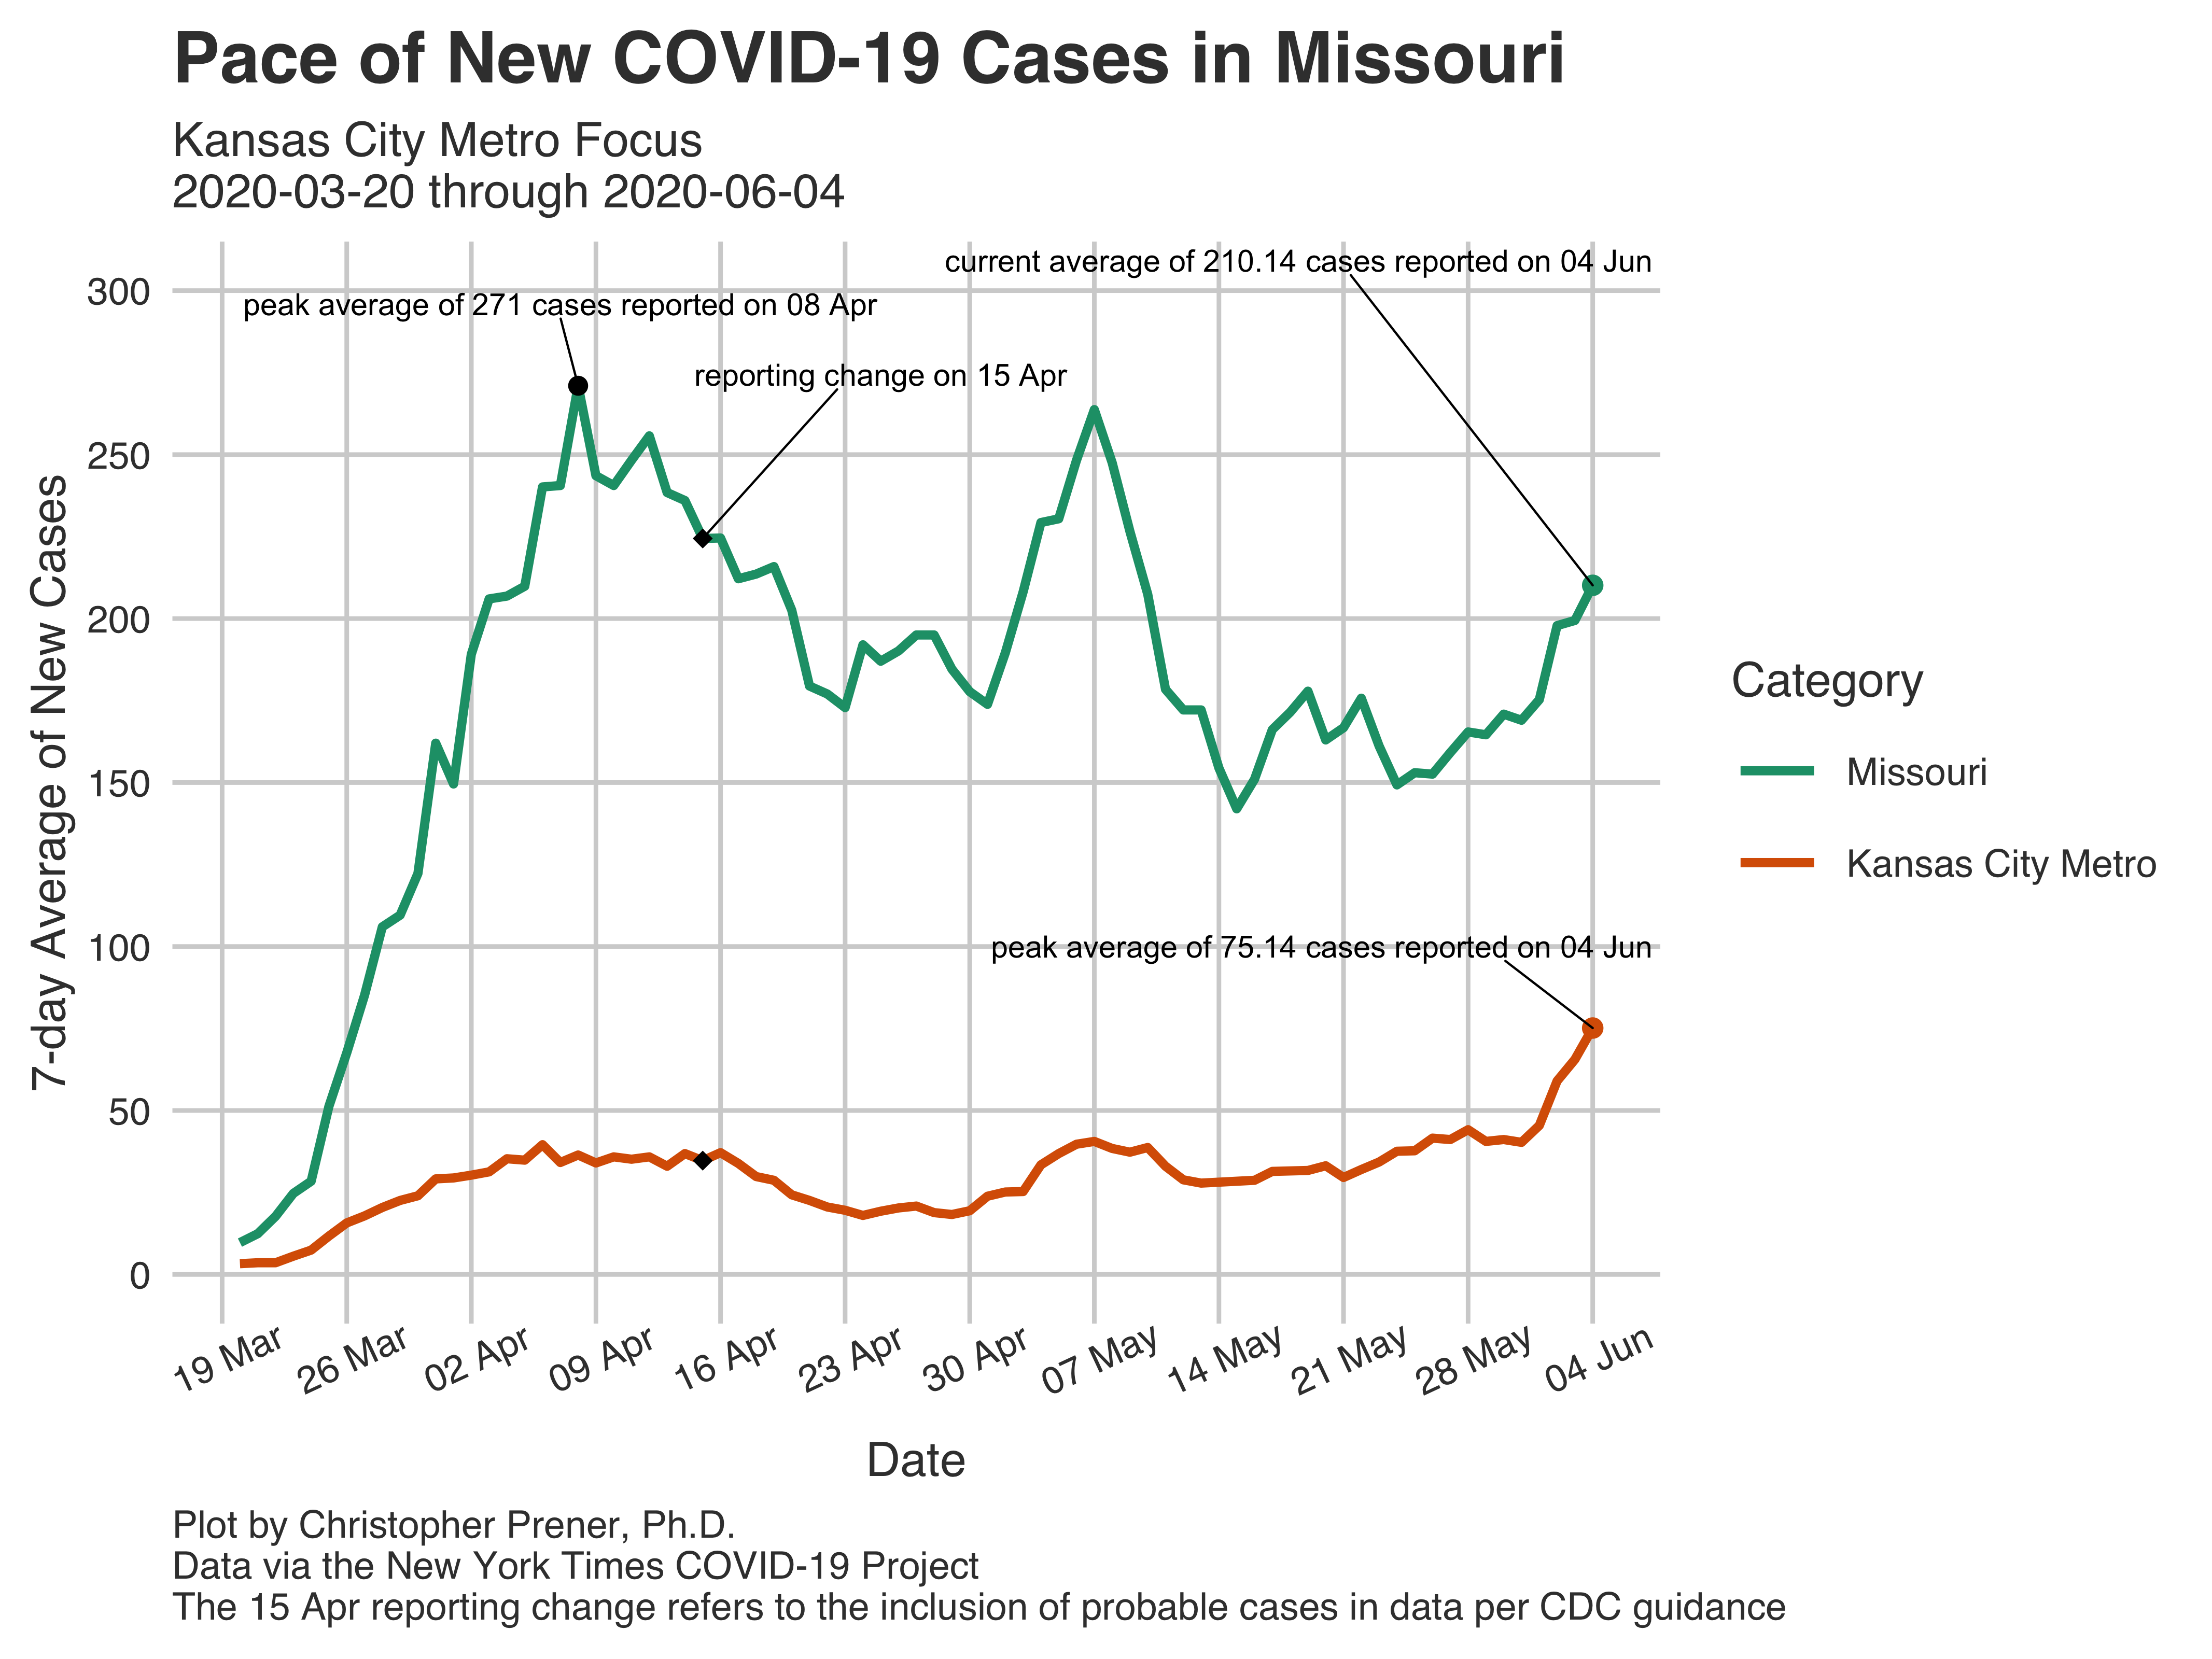 Pace of New COVID-19 Cases in Missouri
Kansas City Metro Focus
2020-03-20 through 2020-06-04
current average of 210.14 cases reported on 04 Jun
peak average of 271 cases reported on 08 Apr
reporting change on 15 Apr
peak average of 75.14 cases reported on 04 Jun
7-day Average of New Cases
300
250
200
150
100
50
0
19 Mar
26 Mar
02 Apr
09 Apr
16 Apr
23 Apr
30 Apr
07 May
14 May
21 May
28 May
04 Jun
Date
Category
Missouri
Kansas City Metro
Plot by Christopher Prener, Ph.D.
Data via the New York Times COVID-19 Project
The 15 Apr reporting change refers to the inclusion of probable cases in data per CDC guidance